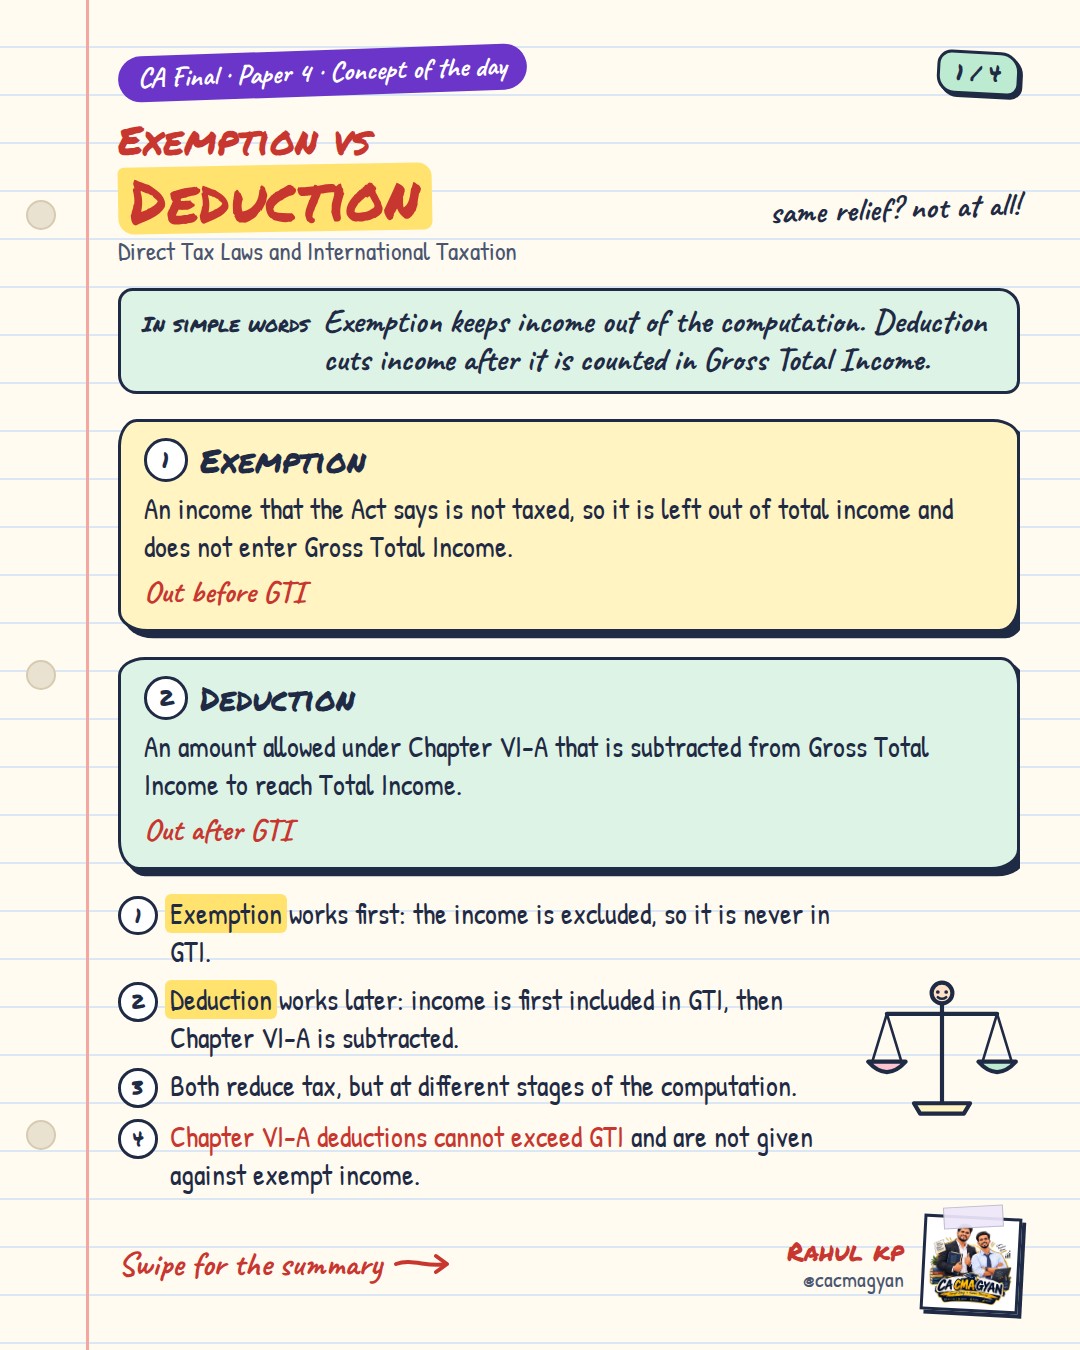 CA Final · Paper 4 · Concept of the day
1 / 4
Exemption vs
Deduction
same relief? not at all!
Direct Tax Laws and International Taxation
In simple words Exemption keeps income out of the computation. Deduction
cuts income after it is counted in Gross Total Income.
1 Exemption
An income that the Act says is not taxed, so it is left out of total income and
does not enter Gross Total Income.
Out before GTI
2 Deduction
An amount allowed under Chapter VI-A that is subtracted from Gross Total
Income to reach Total Income.
Out after GTI
1 Exemption works first: the income is excluded, so it is never in
GTI.
2 Deduction works later: income is first included in GTI, then
Chapter VI-A is subtracted.
3 Both reduce tax, but at different stages of the computation.
4 Chapter VI-A deductions cannot exceed GTI and are not given
against exempt income.
Swipe for the summary
Rahul KP
@cacmagyan
CA CMA GYAN